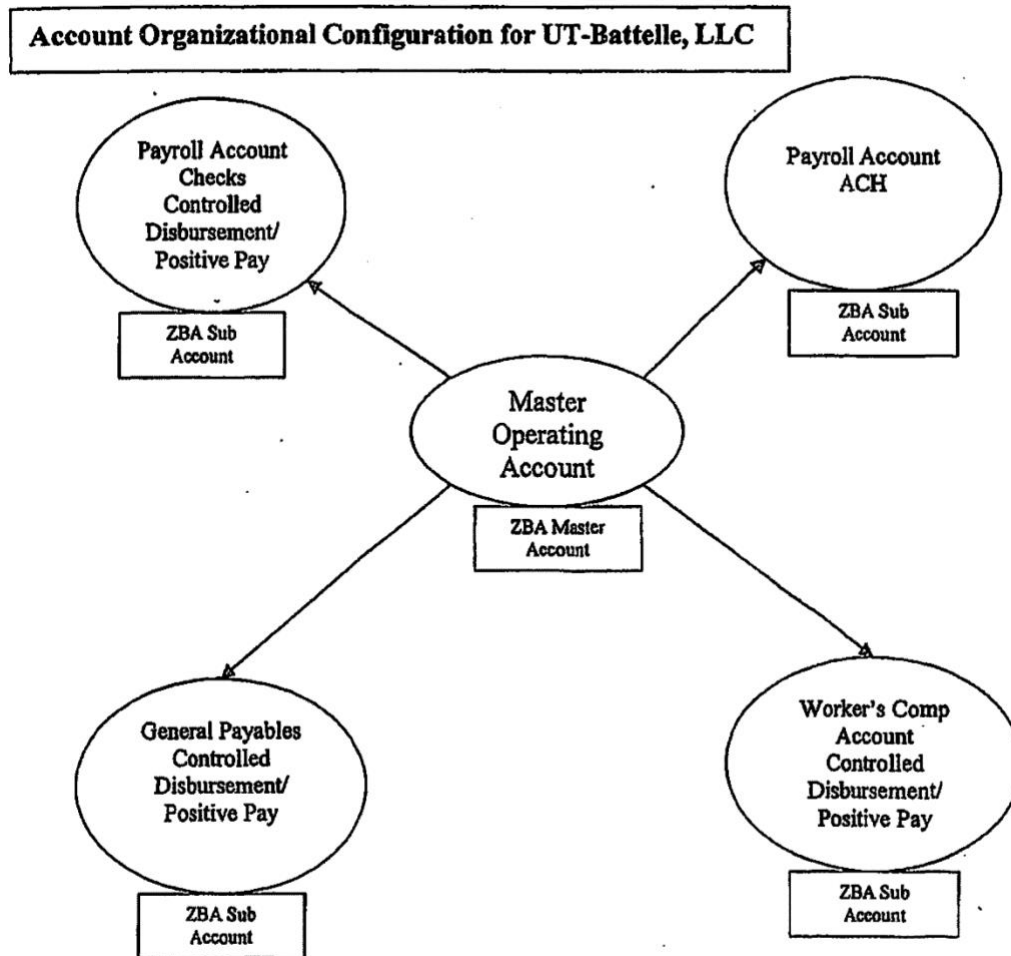 Account Organizational Configuration for UT-Battelle, LLC
Payroll Account
Checks
Controlled
Disbursement/
Positive Pay
ZBA Sub
Account
Payroll Account
ACH
ZBA Sub
Account
Master
Operating
Account
ZBA Master
Account
General Payables
Controlled
Disbursement/
Positive Pay
ZBA Sub
Account
Worker's Comp
Account
Controlled
Disbursement/
Positive Pay
ZBA Sub
Account